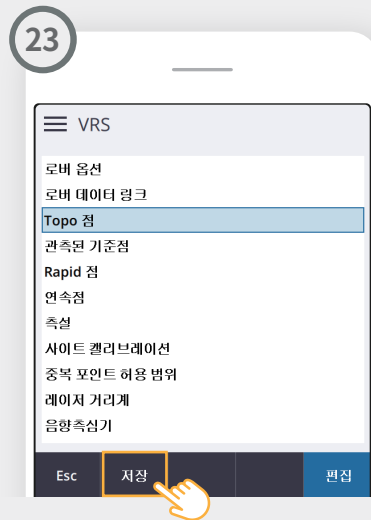 23
VRS
로버 옵션
로버 데이터 링크
Topo 점
관측된 기준점
Rapid 점
연속점
측설
사이트 캘리브레이션
중복 포인트 허용 범위
레이저 거리계
음향측심기
Esc 저장 편집